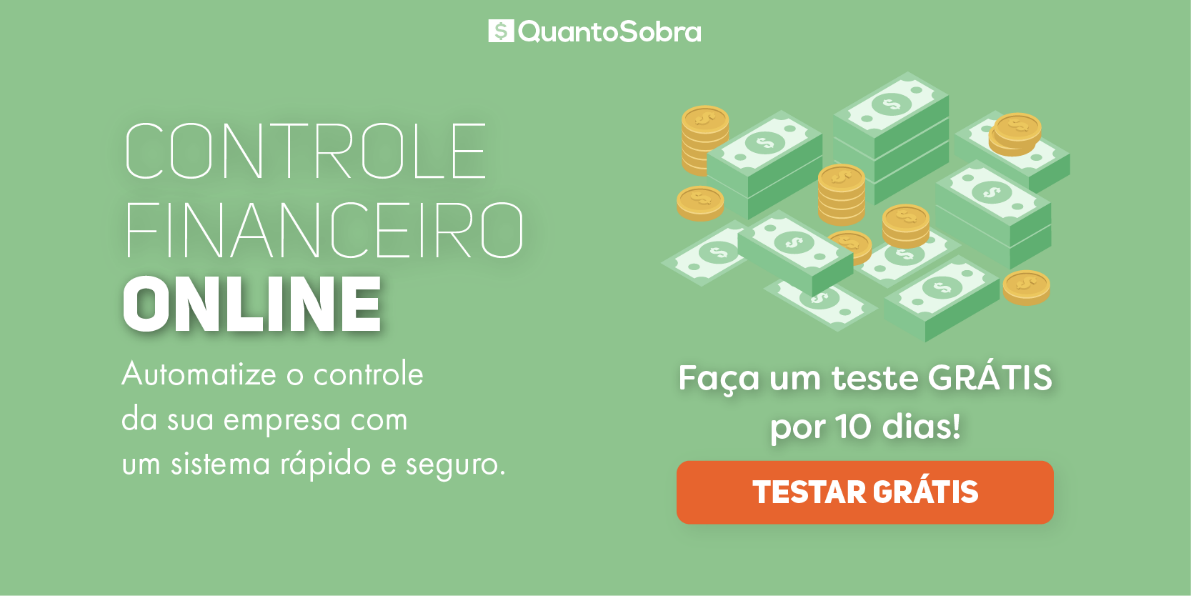 QuantoSobra
CONTROLE
FINANCEIRO
ONLINE
Automatize o controle
da sua empresa com
um sistema rápido e seguro.
Faça um teste GRÁTIS
por 10 dias!
TESTAR GRÁTIS